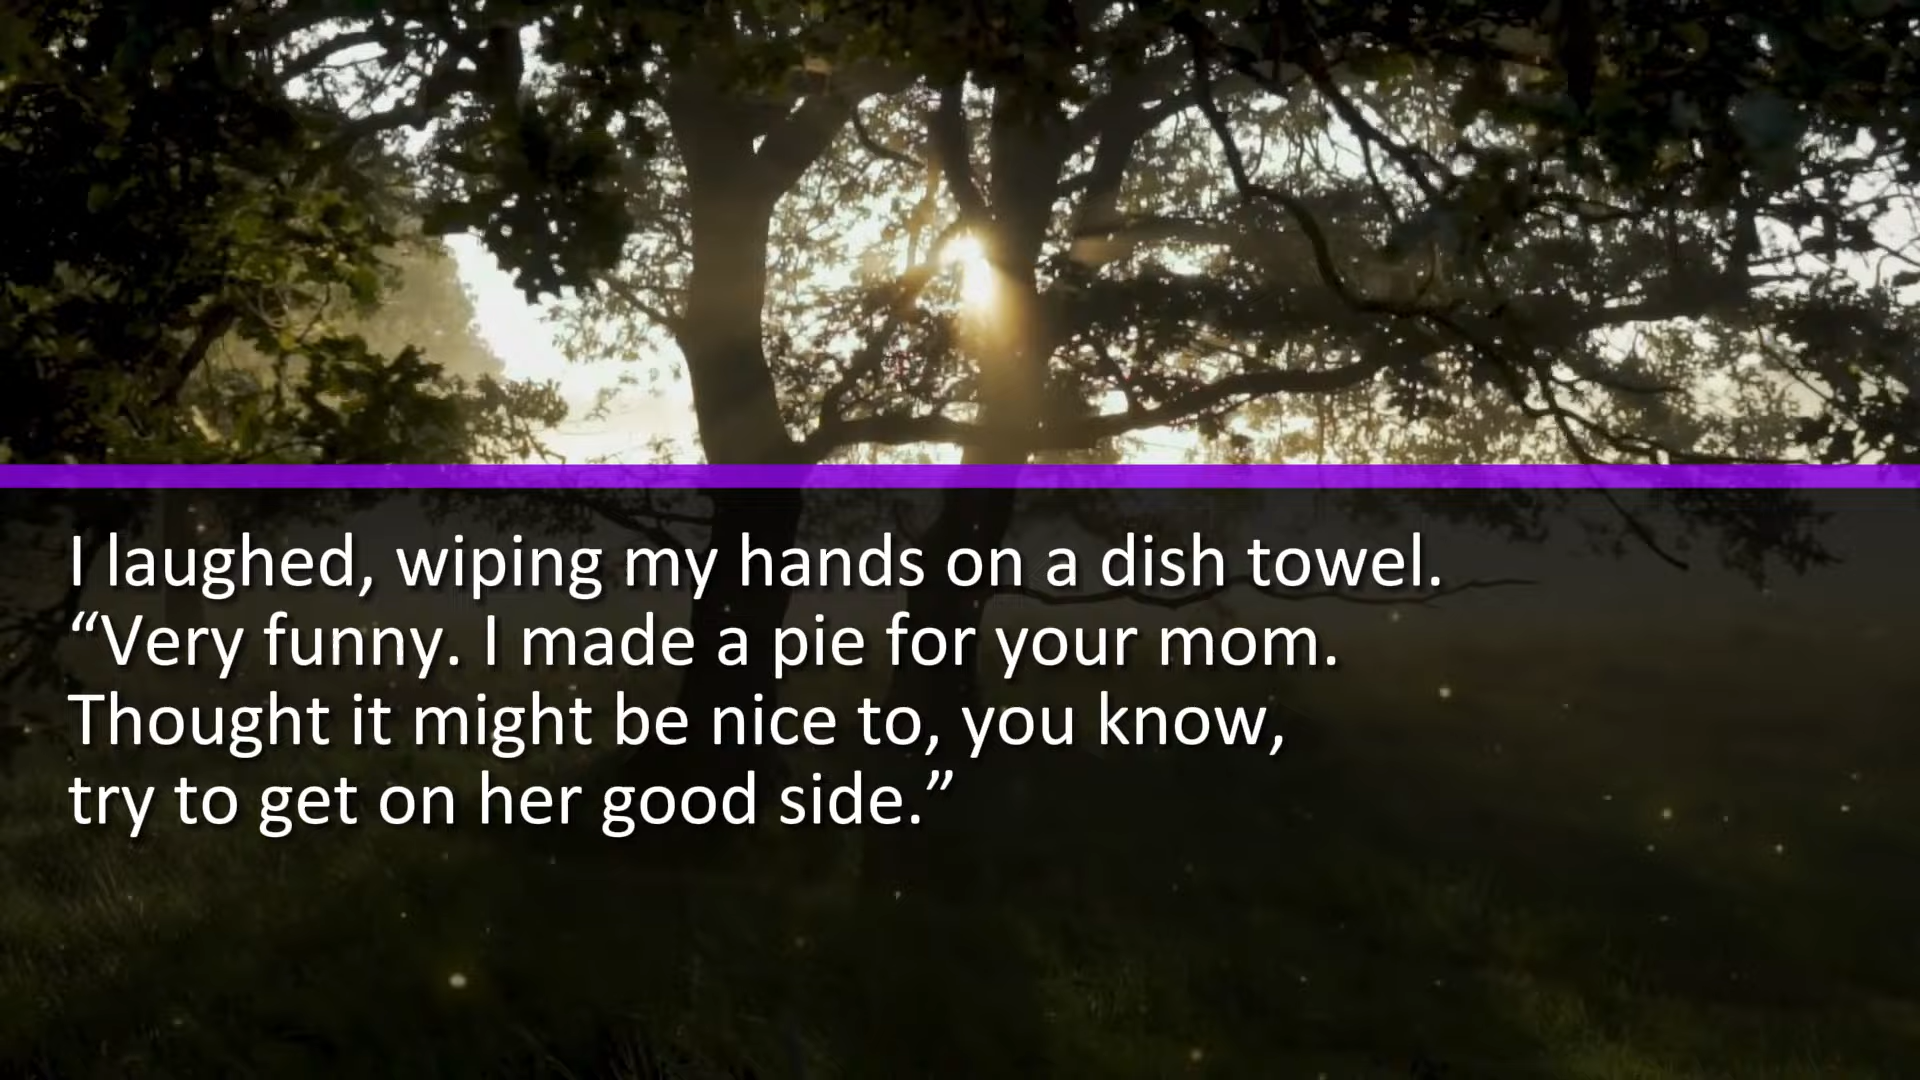 I laughed, wiping my hands on a dish towel.
“Very funny. I made a pie for your mom.
Thought it might be nice to, you know,
try to get on her good side.”